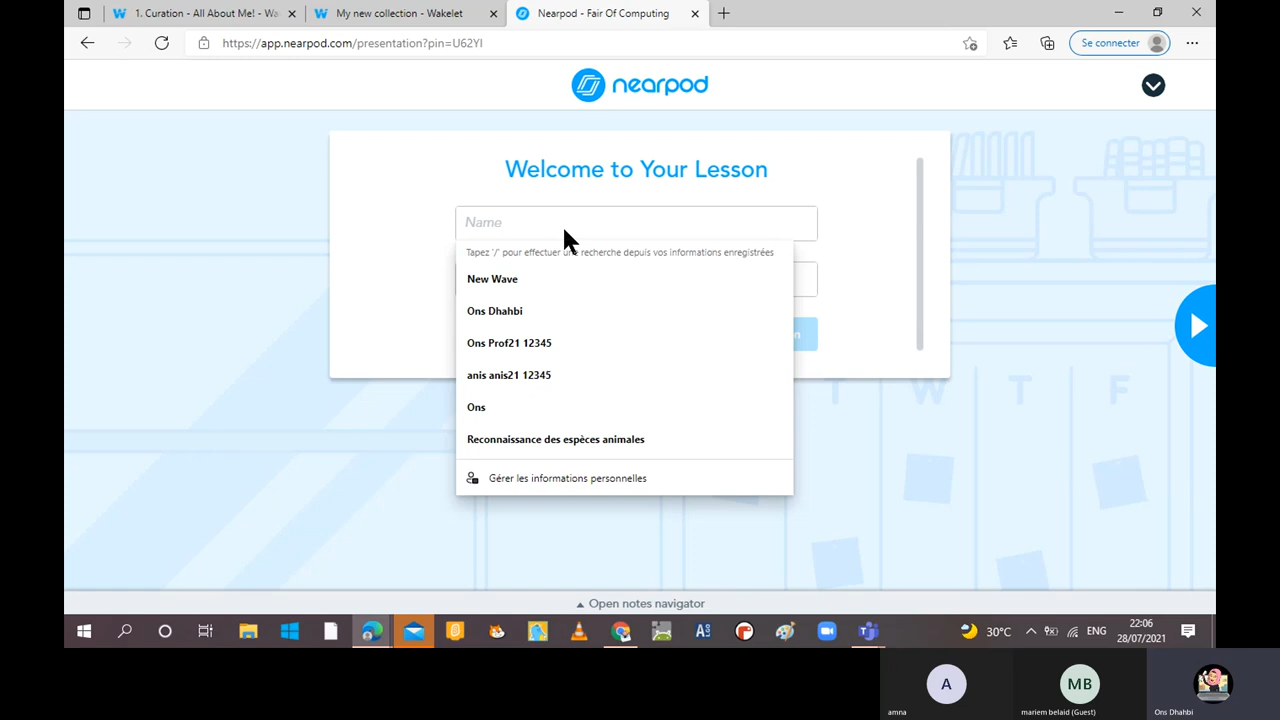 1. Curation - All About Me! - Wa
My new collection - Wakelet
Nearpod - Fair Of Computing
https://app.nearpod.com/presentation?pin=U62YI
Se connecter
nearpod
Welcome to Your Lesson
Name
Tapez '/' pour effectuer une recherche depuis vos informations enregistrées
New Wave
Ons Dhahbi
Ons Prof21 12345
anis anis21 12345
Ons
Reconnaissance des espèces animales
Gérer les informations personnelles
W T F
Open notes navigator
30°C
ENG
22:06
28/07/2021
A
MB
amna
mariem belaid (Guest)
Ons Dhahbi